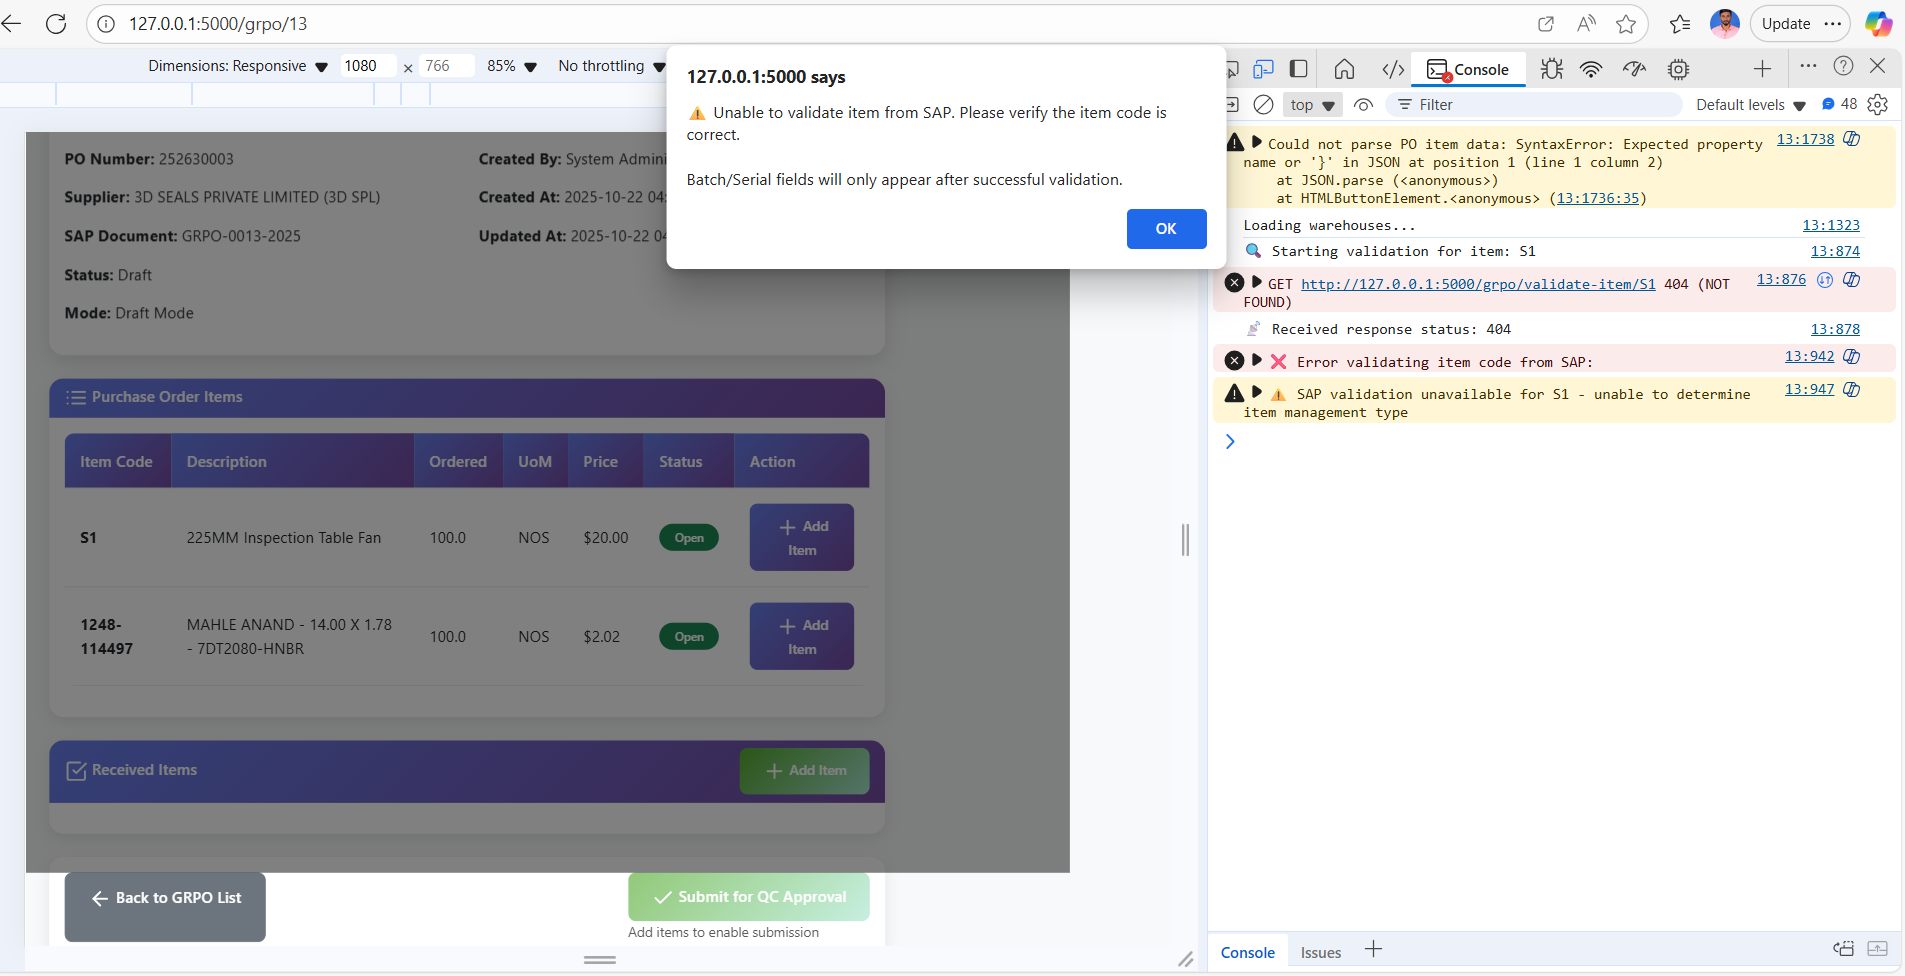 127.0.0.1:5000/grpo/13
Update
Dimensions: Responsive
1080
×
766
85%
No throttling
127.0.0.1:5000 says
Unable to validate item from SAP. Please verify the item code is
correct.
Batch/Serial fields will only appear after successful validation.
OK
PO Number: 252630003
Created By: System Admini
Supplier: 3D SEALS PRIVATE LIMITED (3D SPL)
Created At: 2025-10-22 04:
SAP Document: GRPO-0013-2025
Updated At: 2025-10-22 04
Status: Draft
Mode: Draft Mode
Purchase Order Items
Item Code
Description
Ordered
UoM
Price
Status
Action
S1
225MM Inspection Table Fan
100.0
NOS
$20.00
Open
Add
Item
1248-
114497
MAHLE ANAND - 14.00 X 1.78
- 7DT2080-HNBR
100.0
NOS
$2.02
Open
Add
Item
Received Items
Add Item
Back to GRPO List
Submit for QC Approval
Add items to enable submission
Console
top
Filter
Default levels
48
Could not parse PO item data: SyntaxError: Expected property
13:1738
name or '}' in JSON at position 1 (line 1 column 2)
at JSON.parse (<anonymous>)
at HTMLButtonElement.<anonymous> (13:1736:35)
Loading warehouses...
13:1323
Starting validation for item: S1
13:874
GET http://127.0.0.1:5000/grpo/validate-item/S1 404 (NOT
13:876
FOUND)
Received response status: 404
13:878
Error validating item code from SAP:
13:942
SAP validation unavailable for S1 - unable to determine
13:947
item management type
Console
Issues